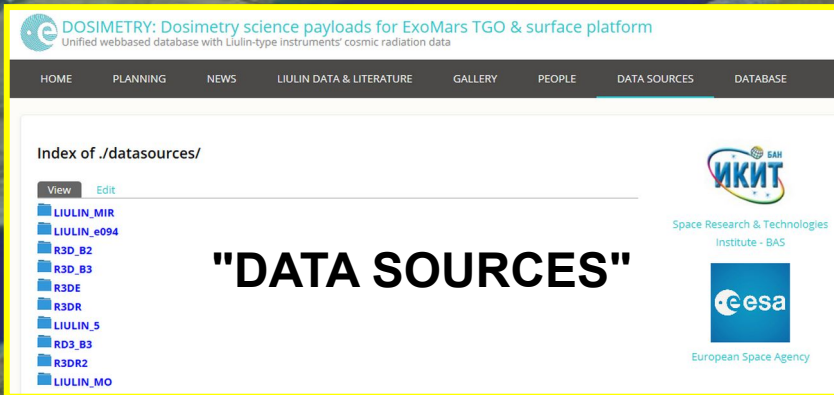 DOSIMETRY: Dosimetry science payloads for ExoMars TGO & surface platform
Unified webbased database with Liulin-type instruments' cosmic radiation data
HOME PLANNING NEWS LIULIN DATA & LITERATURE GALLERY PEOPLE DATA SOURCES DATABASE
Index of ./datasources/
View Edit
LIULIN_MIR
LIULIN_e094
R3D_B2
R3D_B3
R3DE
R3DR
LIULIN_5
RD3_B3
R3DR2
LIULIN_MO
"DATA SOURCES"
БАН
ИКИТ
Space Research & Technologies
Institute - BAS
esa
European Space Agency